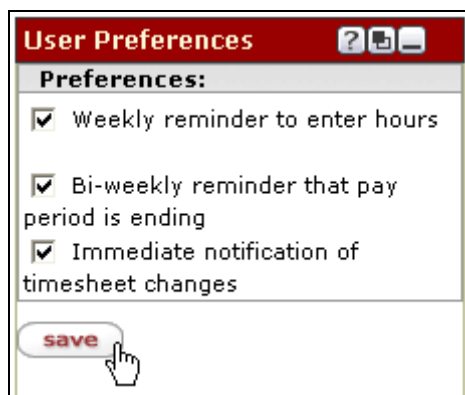 User Preferences ?
Preferences:
Weekly reminder to enter hours
Bi-weekly reminder that pay
period is ending
Immediate notification of
timesheet changes
save